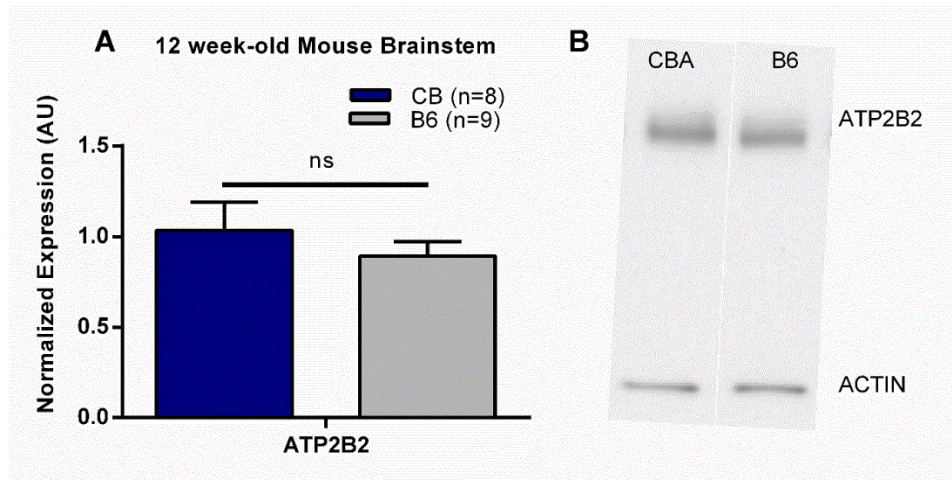 A
12 week-old Mouse Brainstem
CB (n=8)
B6 (n=9)
Normalized Expression (AU)
1.5
ns
1.0
0.5
0.0
ATP2B2
B
CBA B6
ATP2B2
ACTIN